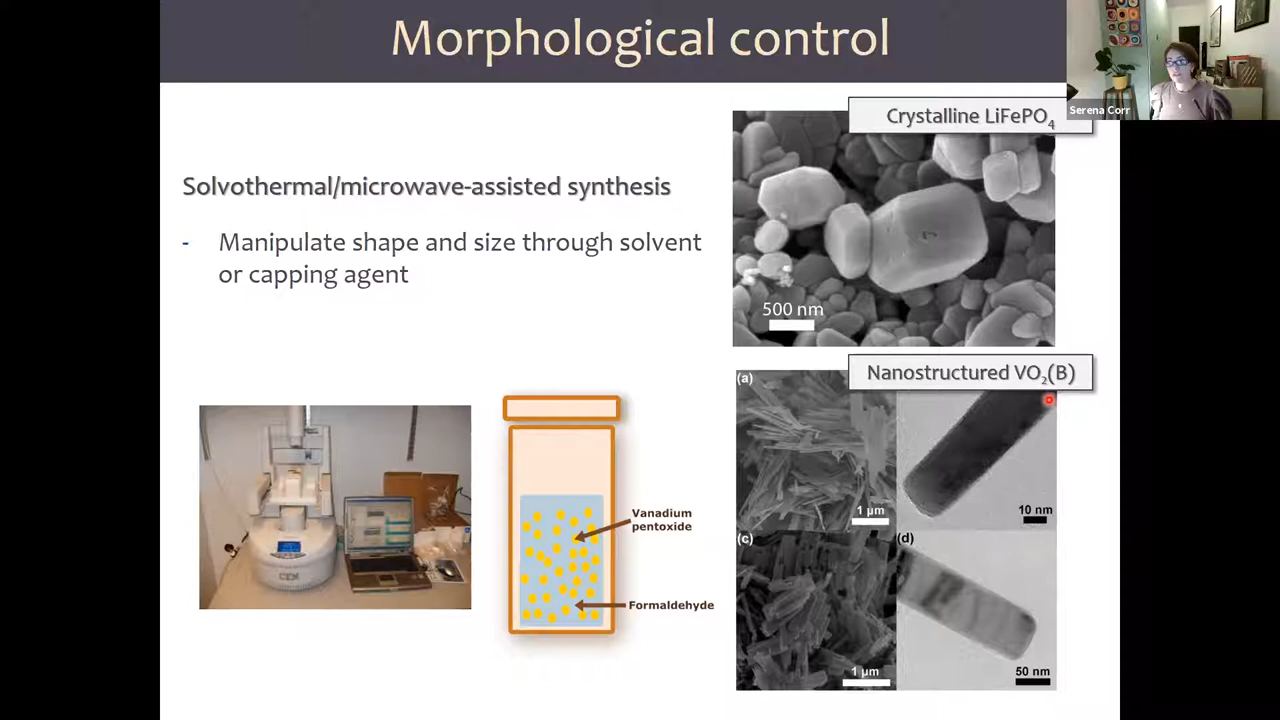 Morphological control
Serena Corr
Crystalline LiFePO₄
Solvothermal/microwave-assisted synthesis
- Manipulate shape and size through solvent
or capping agent
500 nm
Nanostructured VO₂(B)
(a)
1 µm
10 nm
Vanadium
pentoxide
Formaldehyde
(c)
1 µm
(d)
50 nm
CEM